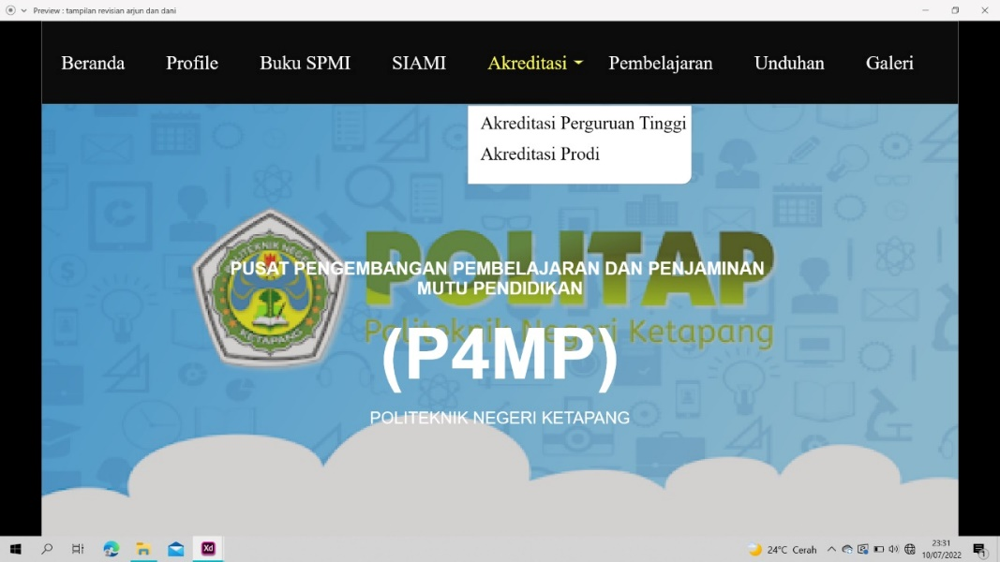 Preview : tampilan revisian arjun dan dani
Beranda Profile Buku SPMI SIAMI Akreditasi Pembelajaran Unduhan Galeri
Akreditasi Perguruan Tinggi
Akreditasi Prodi
POLITEKNIK NEGERI
KETAPANG
POLITAP
Politeknik Negeri Ketapang
PUSAT PENGEMBANGAN PEMBELAJARAN DAN PENJAMINAN
MUTU PENDIDIKAN
(P4MP)
POLITEKNIK NEGERI KETAPANG
Xd
24°C Cerah
23:31
10/07/2022
1